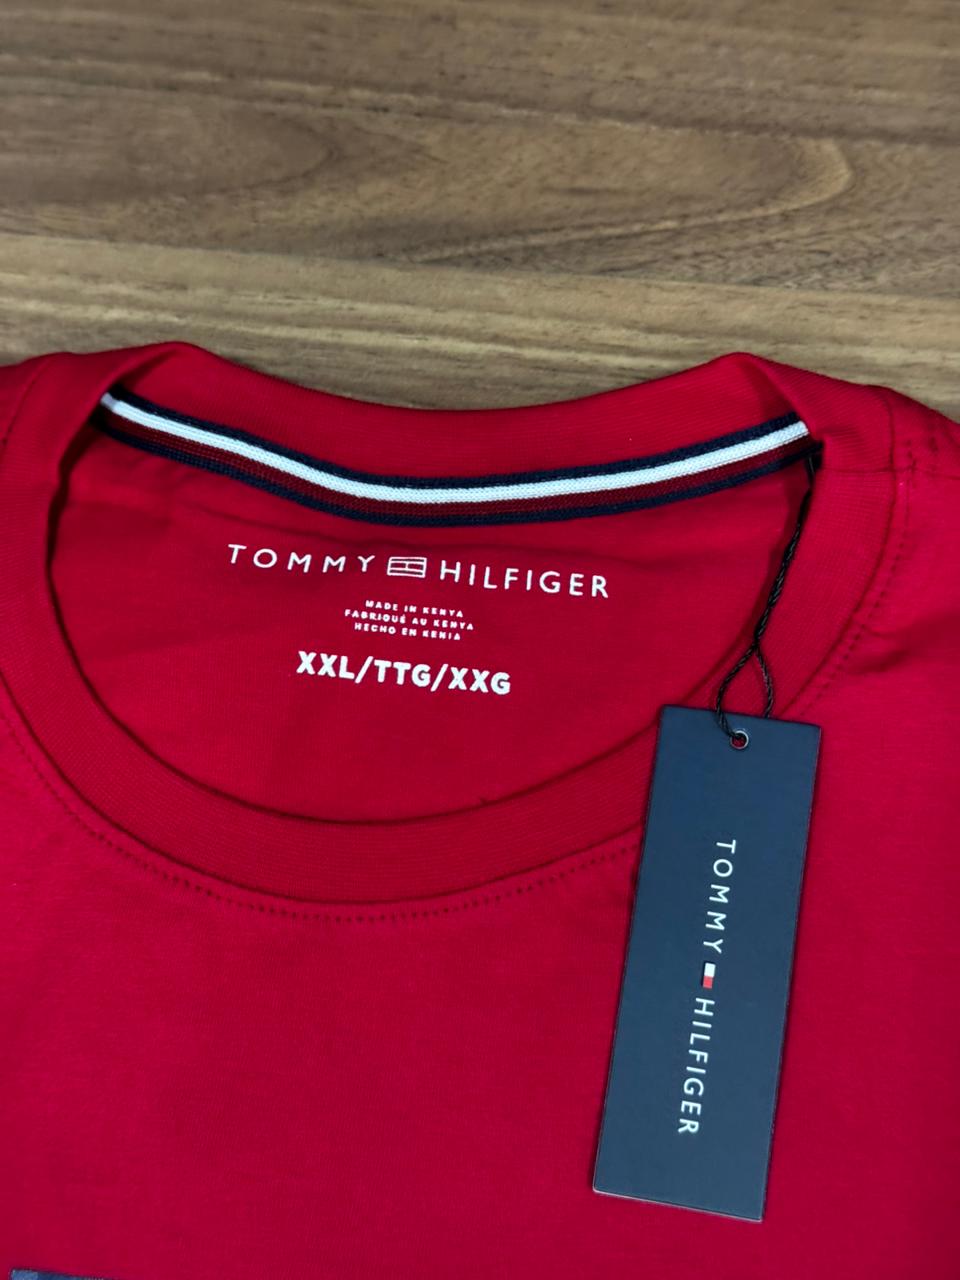 TOMMY HILFIGER
MADE IN KENYA
FABRIQUÉ AU KENYA
HECHO EN KENIA
XXL/TTG/XXG
TOMMY HILFIGER